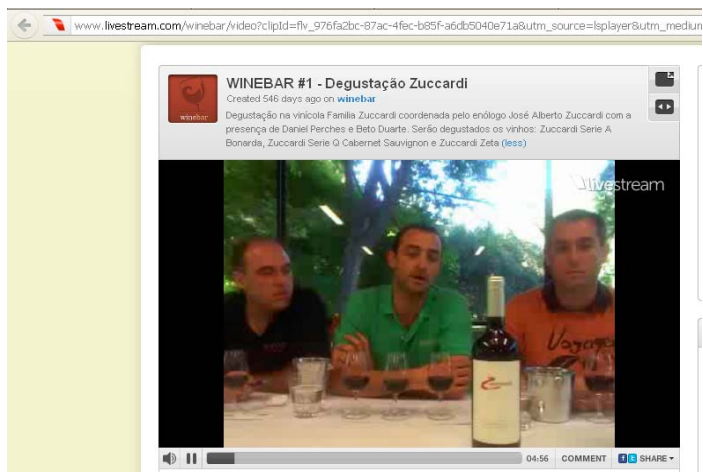 www.livestream.com/winebar/video?clipId=flv_976fa2bc-87ac-4fec-b85f-a6db5040e71a&utm_source=lsplayer&utm_medium
winebar
WINEBAR #1 - Degustação Zuccardi
Created 546 days ago on winebar
Degustação na vinícola Familia Zuccardi coordenada pelo enólogo José Alberto Zuccardi com a
presença de Daniel Perches e Beto Duarte. Serão degustados os vinhos: Zuccardi Serie A
Bonarda, Zuccardi Serie Q Cabernet Sauvignon e Zuccardi Zeta (less)
livestream
04:56 COMMENT SHARE